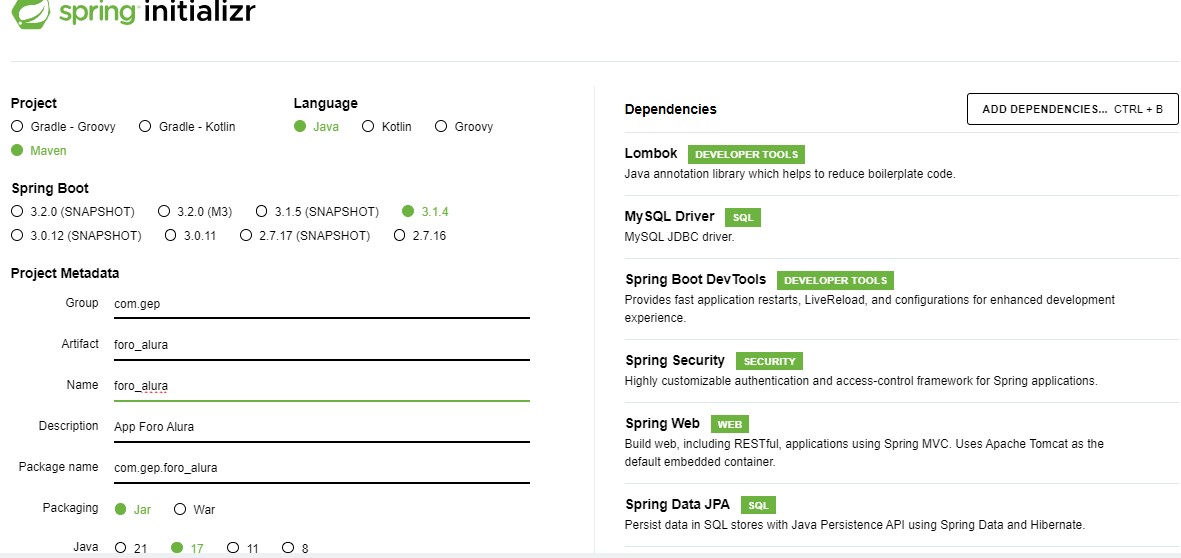 spring initializr
Project
Gradle - Groovy Gradle - Kotlin
Maven
Language
Java Kotlin Groovy
Spring Boot
3.2.0 (SNAPSHOT) 3.2.0 (M3) 3.1.5 (SNAPSHOT) 3.1.4
3.0.12 (SNAPSHOT) 3.0.11 2.7.17 (SNAPSHOT) 2.7.16
Project Metadata
Group com.gep
Artifact foro_alura
Name foro_alura
Description App Foro Alura
Package name com.gep.foro_alura
Packaging Jar War
Java 21 17 11 8
Dependencies ADD DEPENDENCIES... CTRL + B
Lombok DEVELOPER TOOLS
Java annotation library which helps to reduce boilerplate code.
MySQL Driver SQL
MySQL JDBC driver.
Spring Boot DevTools DEVELOPER TOOLS
Provides fast application restarts, LiveReload, and configurations for enhanced development
experience.
Spring Security SECURITY
Highly customizable authentication and access-control framework for Spring applications.
Spring Web WEB
Build web, including RESTful, applications using Spring MVC. Uses Apache Tomcat as the
default embedded container.
Spring Data JPA SQL
Persist data in SQL stores with Java Persistence API using Spring Data and Hibernate.